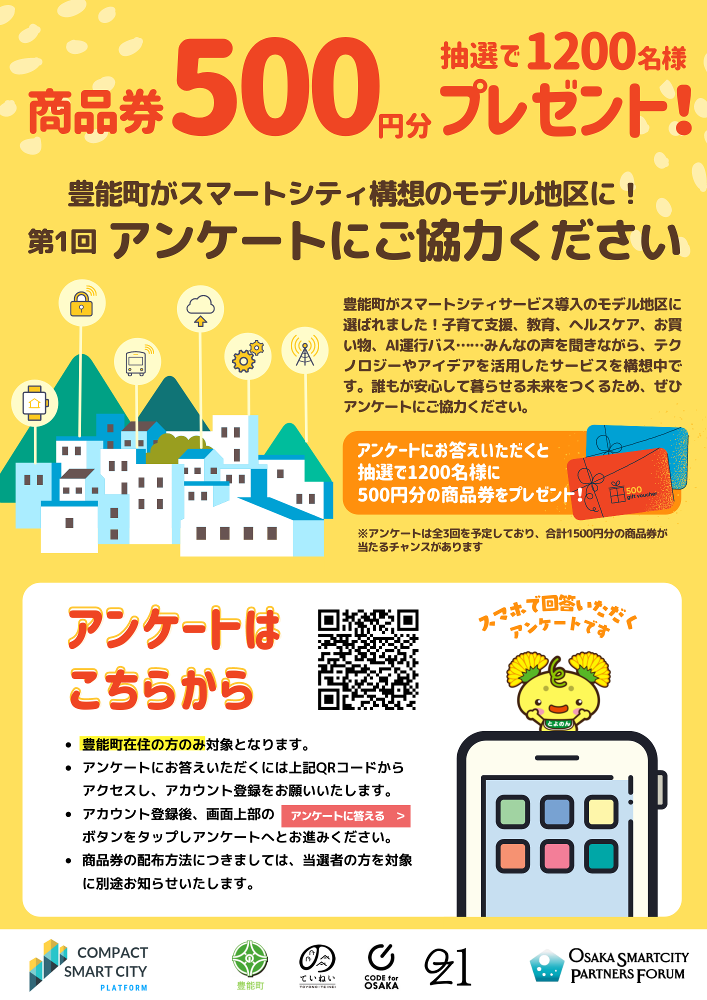 商品券500円分
抽選で1200名様
プレゼント!
豊能町がスマートシティ構想のモデル地区に！
第1回 アンケートにご協力ください
豊能町がスマートシティサービス導入のモデル地区に
選ばれました！子育て支援、教育、ヘルスケア、お買
い物、AI運行バス……みんなの声を聞きながら、テク
ノロジーやアイデアを活用したサービスを構想中で
す。誰もが安心して暮らせる未来をつくるため、ぜひ
アンケートにご協力ください。
アンケートにお答えいただくと
抽選で1200名様に
500円分の商品券をプレゼント!
500
gift voucher
※アンケートは全3回を予定しており、合計1500円分の商品券が
当たるチャンスがあります
アンケートは
こちらから
スマホで回答いただく
アンケートです
とよのん
• 豊能町在住の方のみ対象となります。
• アンケートにお答えいただくには上記QRコードから
アクセスし、アカウント登録をお願いいたします。
• アカウント登録後、画面上部の アンケートに答える >
ボタンをタップしアンケートへとお進みください。
• 商品券の配布方法につきましては、当選者の方を対象
に別途お知らせいたします。
COMPACT
SMART CITY
PLATFORM
豊能町
ていねい
TOYONO-TEINEI
CODE for
OSAKA
OZ1
OSAKA SMARTCITY
PARTNERS FORUM